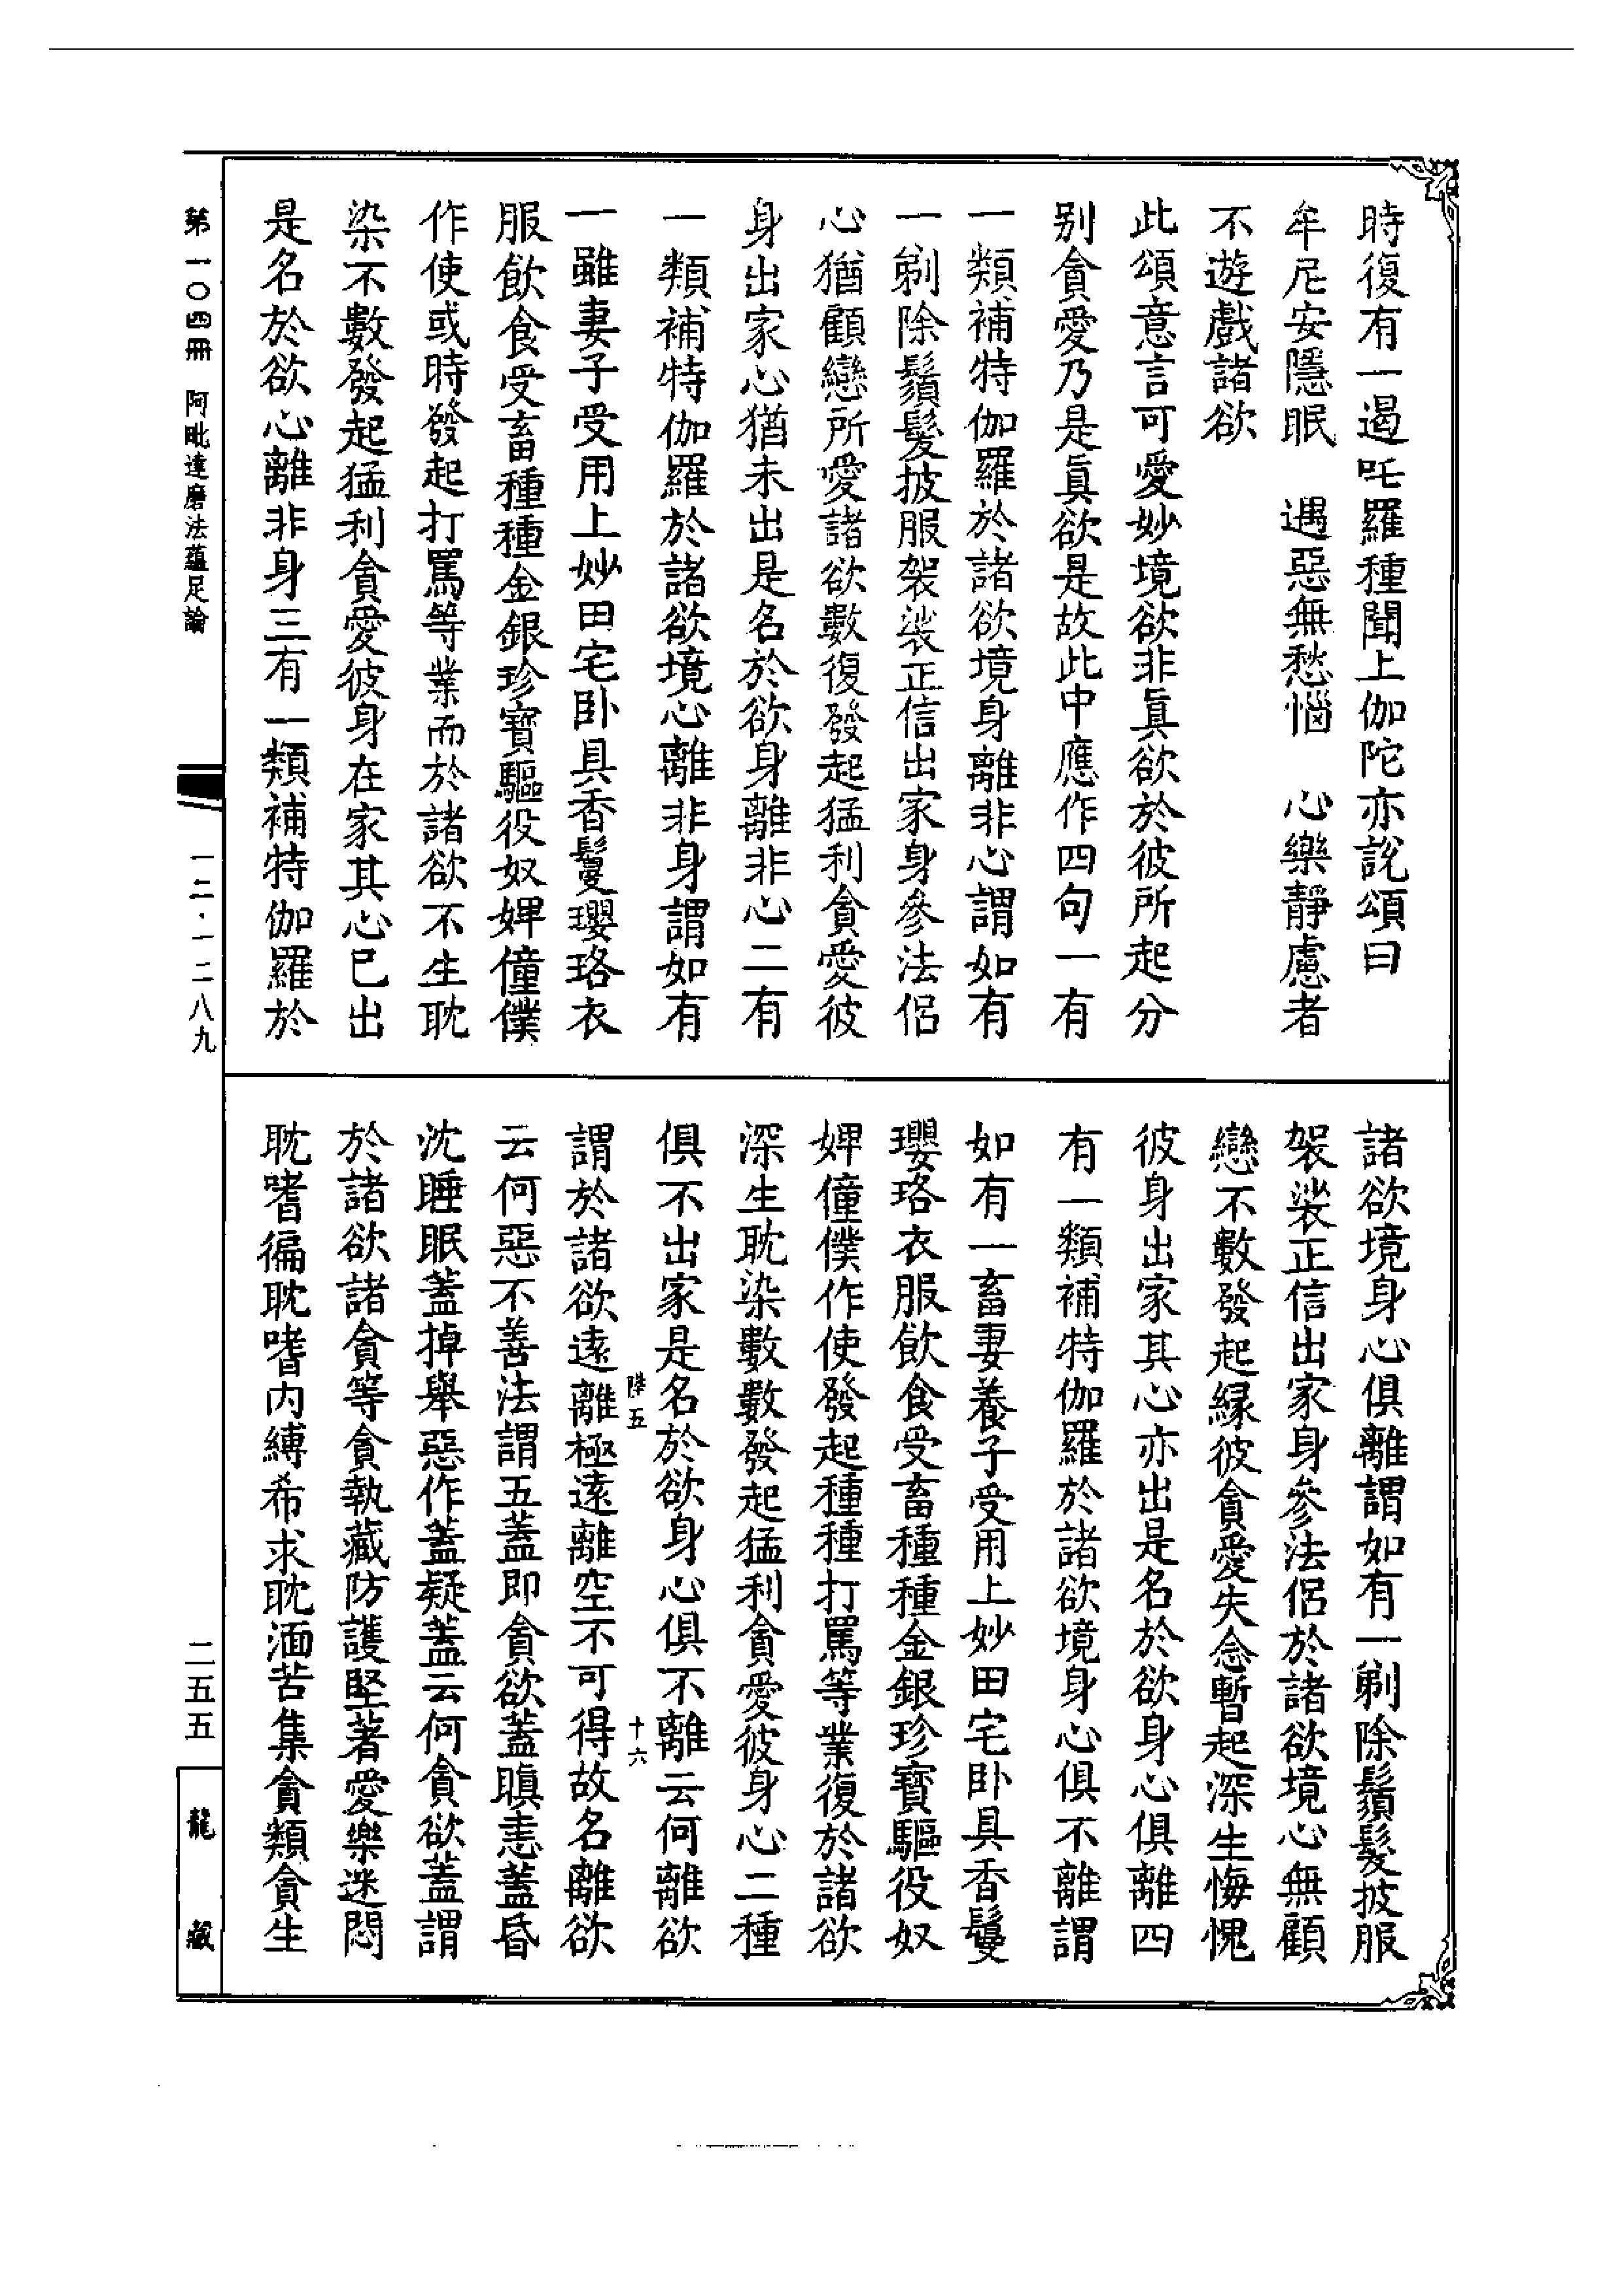 時復有一遏吒羅種聞上伽陀亦說頌曰
牟尼安隱眠　遇惡無愁惱　心樂靜慮者
不遊戲諸欲
此頌意言可愛妙境欲非眞欲於彼所起分
别貪愛乃是眞欲是故此中應作四句一有
一類補特伽羅於諸欲境身離非心謂如有
一剃除鬚髮披服袈裟正信出家身參法侶
心猶顧戀所愛諸欲數復發起猛利貪愛彼
身出家心猶未出是名於欲身離非心二有
一類補特伽羅於諸欲境心離非身謂如有
一雖妻子受用上妙田宅卧具香鬘瓔珞衣
服飲食受畜種種金銀珍寶驅役奴婢僮僕
作使或時發起打罵等業而於諸欲不生耽
染不數發起猛利貪愛彼身在家其心已出
是名於欲心離非身三有一類補特伽羅於
諸欲境身心俱離謂如有一剃除鬚髮披服
袈裟正信出家身參法侶於諸欲境心無顧
戀不數發起緣彼貪愛失念暫起深生悔愧
彼身出家其心亦出是名於欲身心俱離四
有一類補特伽羅於諸欲境身心俱不離謂
如有一畜妻養子受用上妙田宅卧具香鬘
瓔珞衣服飲食受畜種種金銀珍寶驅役奴
婢僮僕作使發起種種打罵等業復於諸欲
深生耽染數數發起猛利貪愛彼身心二種
俱不出家是名於欲身心俱不離云何離欲
陸五　十六
謂於諸欲遠離極遠離空不可得故名離欲
云何惡不善法謂五蓋即貪欲蓋瞋恚蓋昏
沈睡眠蓋掉舉惡作蓋疑蓋云何貪欲蓋謂
於諸欲諸貪等貪執藏防護堅著愛樂迷悶
耽嗜徧耽嗜内縛希求耽湎苦集貪類貪生
第一〇四冊　阿毗達磨法蘊足論
一二·一二八九
二五五
龍藏